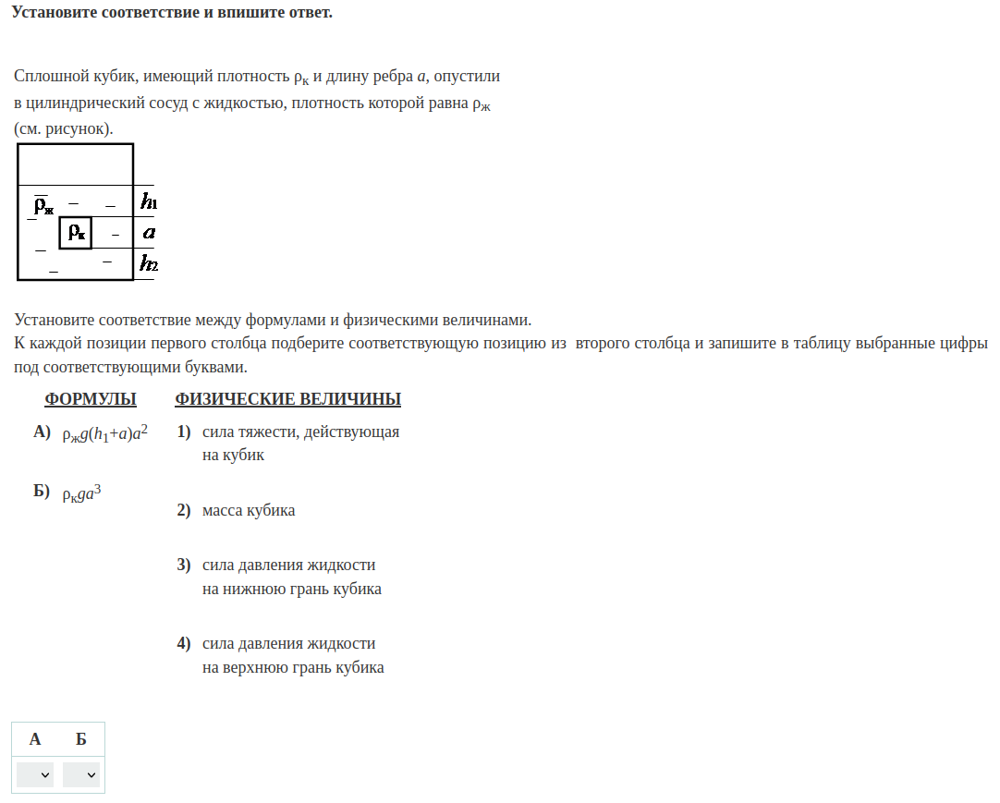 Установите соответствие и впишите ответ.
Сплошной кубик, имеющий плотность ρк и длину ребра a, опустили
в цилиндрический сосуд с жидкостью, плотность которой равна ρж
(см. рисунок).
ρж
h1
ρк
a
h2
Установите соответствие между формулами и физическими величинами.
К каждой позиции первого столбца подберите соответствующую позицию из второго столбца и запишите в таблицу выбранные цифры
под соответствующими буквами.
ФОРМУЛЫ ФИЗИЧЕСКИЕ ВЕЛИЧИНЫ
А) ρжg(h1+a)a2 1) сила тяжести, действующая
на кубик
Б) ρкga3
2) масса кубика
3) сила давления жидкости
на нижнюю грань кубика
4) сила давления жидкости
на верхнюю грань кубика
А Б